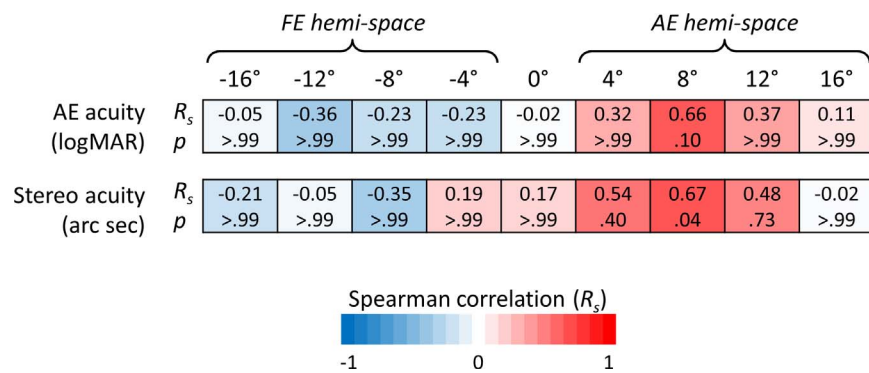 FE hemi-space AE hemi-space
-16° -12° -8° -4° 0° 4° 8° 12° 16°
AE acuity (logMAR)
Rs -0.05 -0.36 -0.23 -0.23 -0.02 0.32 0.66 0.37 0.11
p >.99 >.99 >.99 >.99 >.99 >.99 .10 >.99 >.99
Stereo acuity (arc sec)
Rs -0.21 -0.05 -0.35 0.19 0.17 0.54 0.67 0.48 -0.02
p >.99 >.99 >.99 >.99 >.99 .40 .04 .73 >.99
Spearman correlation (Rs)
-1 0 1